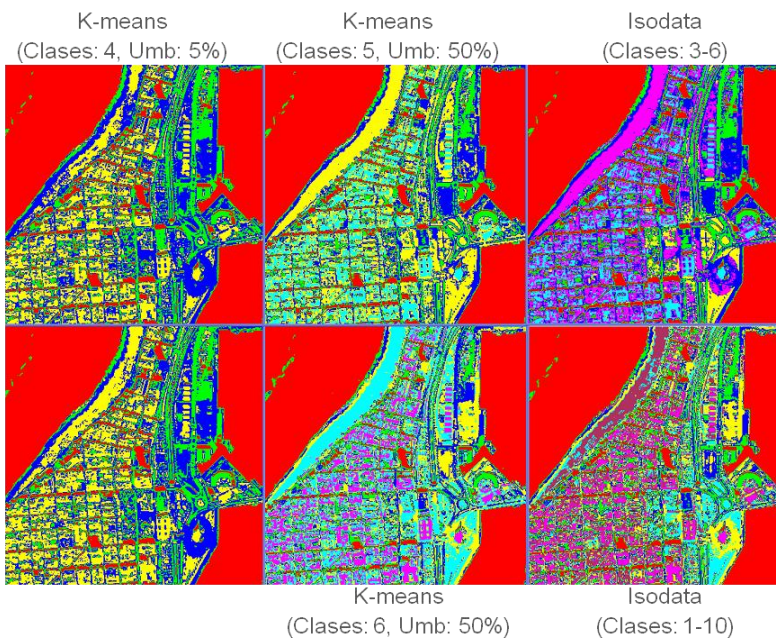 K-means
(Clases: 4, Umb: 5%)
K-means
(Clases: 5, Umb: 50%)
Isodata
(Clases: 3-6)
K-means
(Clases: 6, Umb: 50%)
Isodata
(Clases: 1-10)